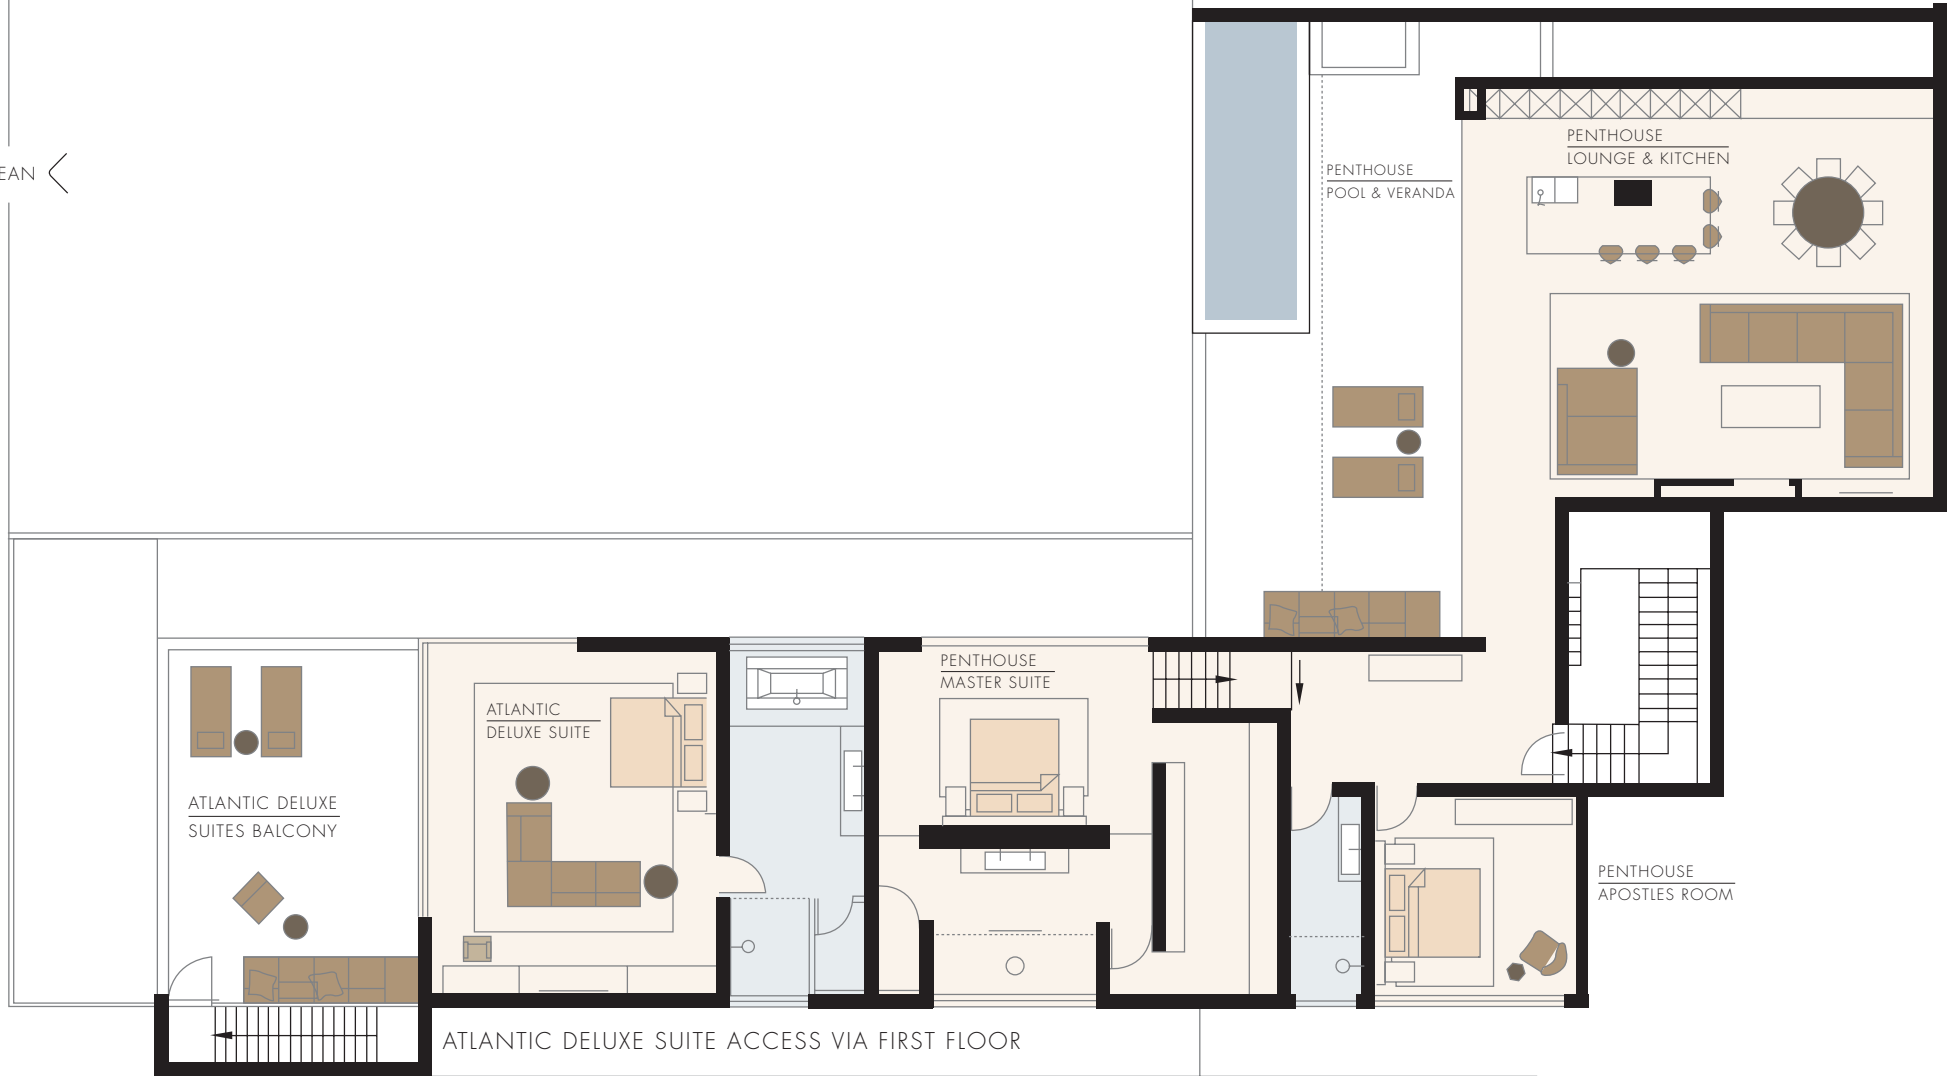 PENTHOUSE
LOUNGE & KITCHEN
PENTHOUSE
POOL & VERANDA
PENTHOUSE
MASTER SUITE
ATLANTIC
DELUXE SUITE
ATLANTIC DELUXE
SUITES BALCONY
PENTHOUSE
APOSTLES ROOM
ATLANTIC DELUXE SUITE ACCESS VIA FIRST FLOOR